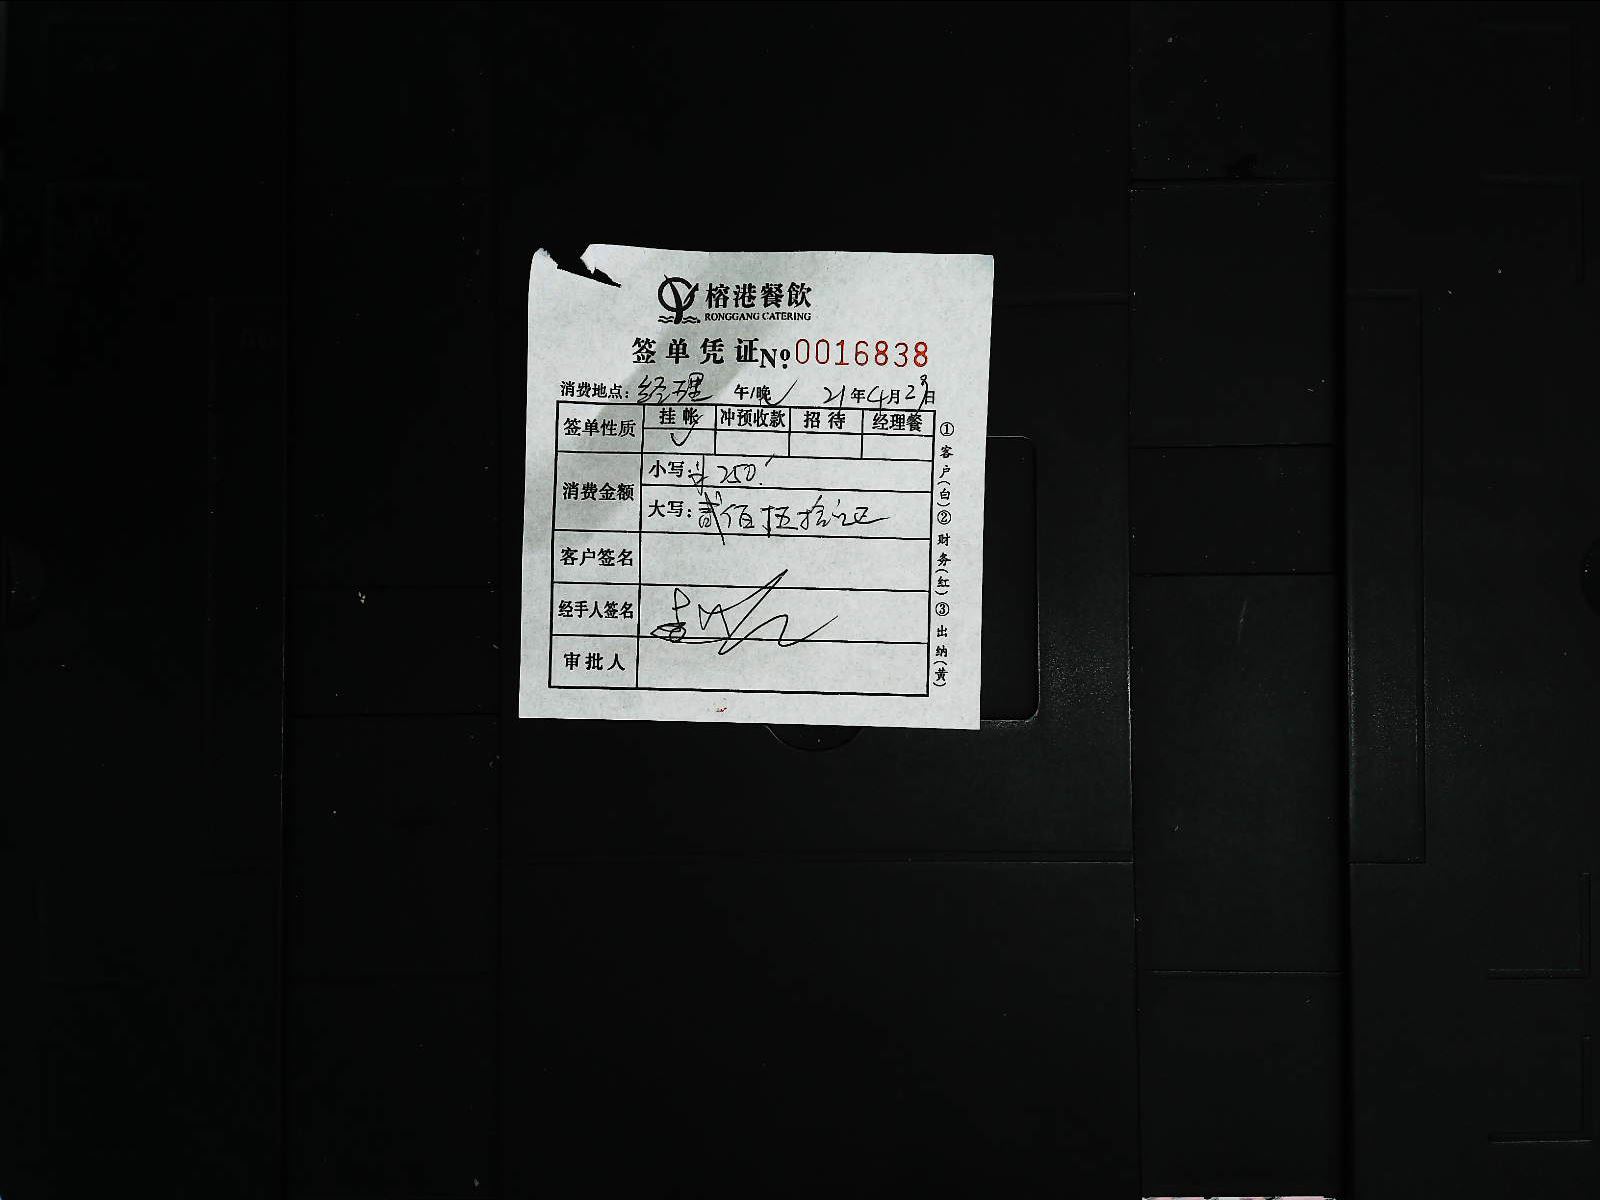 榕港餐飲
RONGGANG CATERING
签单凭证 №0016838
消费地点：经理 午/晚✓ 21年4月23日
签单性质 挂帐 冲预收款 招待 经理餐
✓
消费金额 小写：¥250.
大写：贰佰伍拾元正
客户签名
经手人签名
审批人
①客户(白)②财务(红)③出纳(黄)